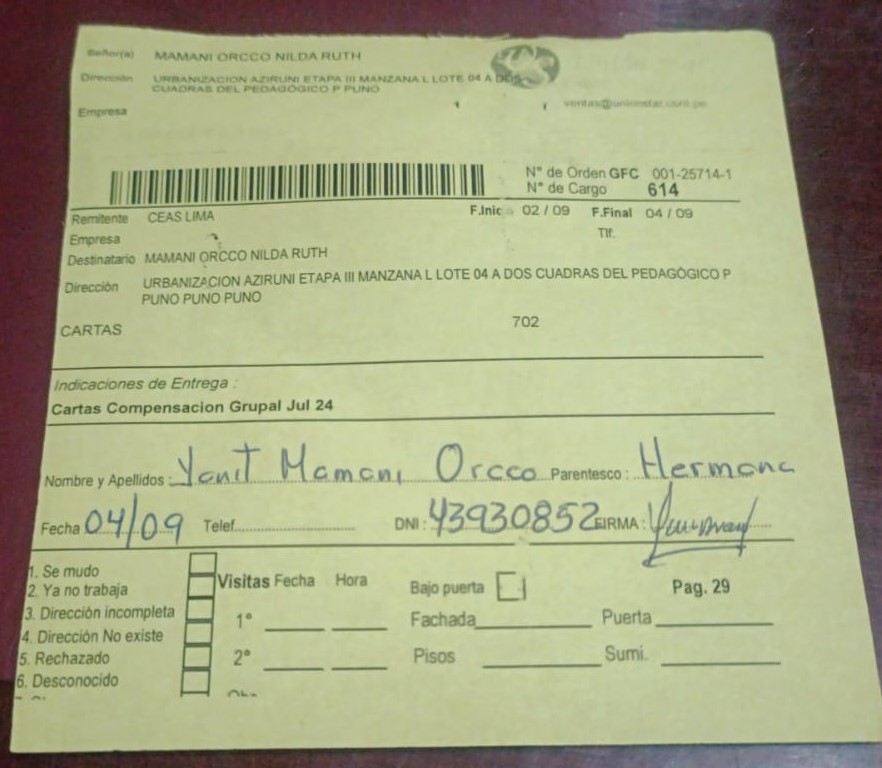 Señor(a) MAMANI ORCCO NILDA RUTH
Dirección URBANIZACION AZIRUNI ETAPA III MANZANA L LOTE 04 A DOS
CUADRAS DEL PEDAGÓGICO P PUNO
Empresa
N° de Orden GFC 001-25714-1
N° de Cargo 614
Remitente CEAS LIMA F.Inic 02 / 09 F.Final 04 / 09
Empresa Tlf:
Destinatario MAMANI ORCCO NILDA RUTH
Dirección URBANIZACION AZIRUNI ETAPA III MANZANA L LOTE 04 A DOS CUADRAS DEL PEDAGÓGICO P
PUNO PUNO PUNO
CARTAS 702
Indicaciones de Entrega :
Cartas Compensacion Grupal Jul 24
Nombre y Apellidos : Yanit Mamani Orcco Parentesco : Hermana
Fecha 04/09 Telef. DNI : 43930852 FIRMA :
1. Se mudo
2. Ya no trabaja
3. Dirección incompleta
4. Dirección No existe
5. Rechazado
6. Desconocido
Visitas Fecha Hora
1°
2°
Bajo puerta Pag. 29
Fachada Puerta
Pisos Sumi.